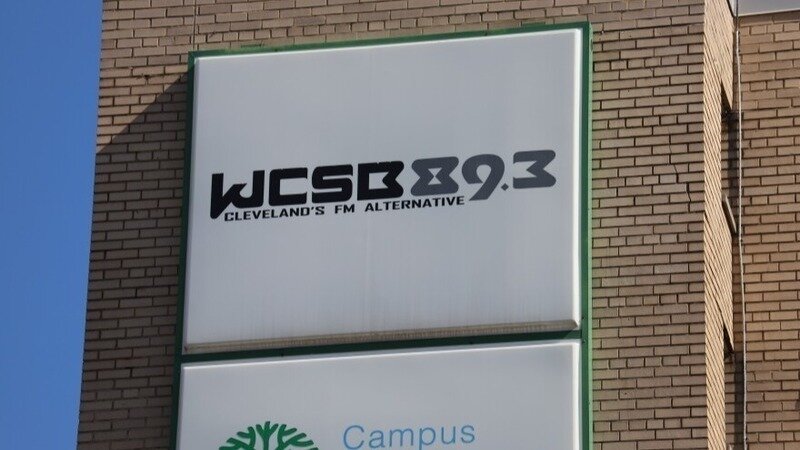 WCSB 89.3
CLEVELAND'S FM ALTERNATIVE
Campus